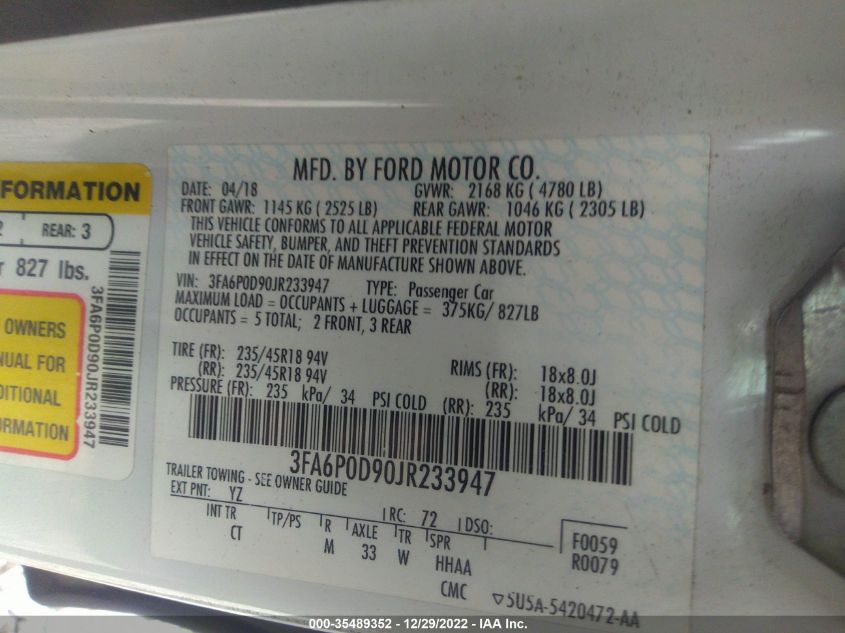 FORMATION
2 REAR: 3
827 lbs.
OWNERS
NUAL FOR
DITIONAL
ORMATION
3FA6P0D90JR233947
MFD. BY FORD MOTOR CO.
DATE: 04/18 GVWR: 2168 KG ( 4780 LB)
FRONT GAWR: 1145 KG ( 2525 LB) REAR GAWR: 1046 KG ( 2305 LB)
THIS VEHICLE CONFORMS TO ALL APPLICABLE FEDERAL MOTOR
VEHICLE SAFETY, BUMPER, AND THEFT PREVENTION STANDARDS
IN EFFECT ON THE DATE OF MANUFACTURE SHOWN ABOVE.
VIN: 3FA6P0D90JR233947 TYPE: Passenger Car
MAXIMUM LOAD = OCCUPANTS + LUGGAGE = 375KG/ 827LB
OCCUPANTS = 5 TOTAL; 2 FRONT, 3 REAR
TIRE (FR): 235/45R18 94V RIMS (FR): 18x8.0J
(RR): 235/45R18 94V (RR): 18x8.0J
PRESSURE (FR): 235 kPa/ 34 PSI COLD (RR): 235 kPa/ 34 PSI COLD
3FA6P0D90JR233947
TRAILER TOWING - SEE OWNER GUIDE
EXT PNT: YZ RC: 72 DSO:
INT TR TP/PS R AXLE TR SPR F0059
CT M 33 W HHAA R0079
CMC 5U5A-5420472-AA
000-35489352 - 12/29/2022 - IAA Inc.